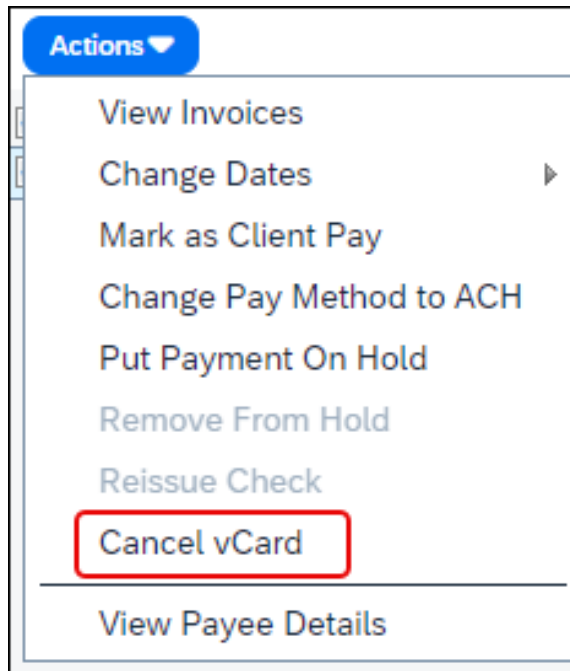 Actions
View Invoices
Change Dates
Mark as Client Pay
Change Pay Method to ACH
Put Payment On Hold
Remove From Hold
Reissue Check
Cancel vCard
View Payee Details